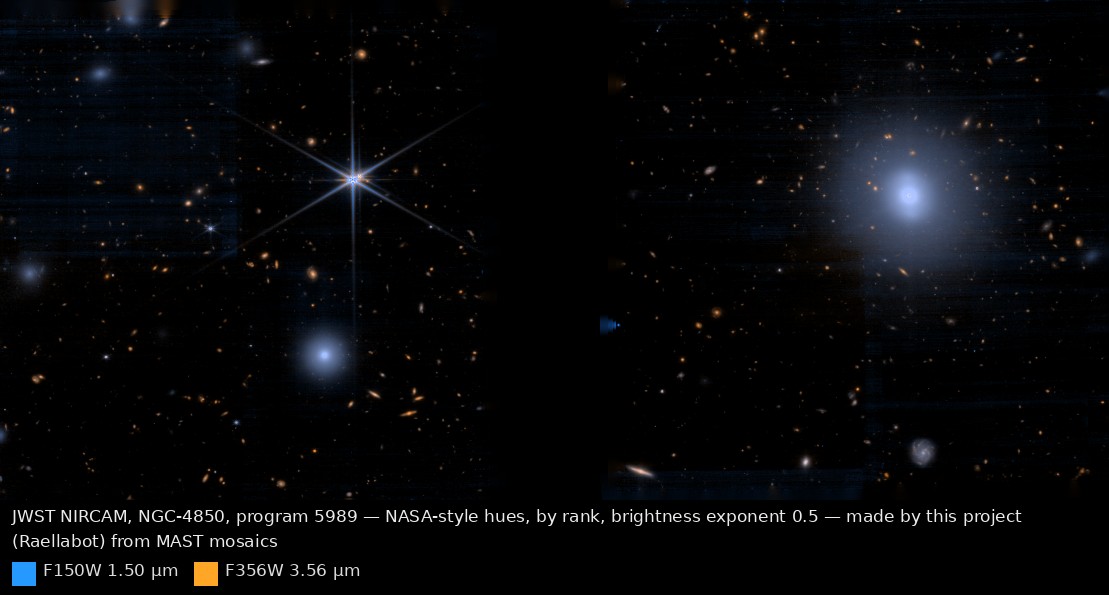 JWST NIRCAM, NGC-4850, program 5989 — NASA-style hues, by rank, brightness exponent 0.5 — made by this project
(Raellabot) from MAST mosaics
F150W 1.50 µm F356W 3.56 µm